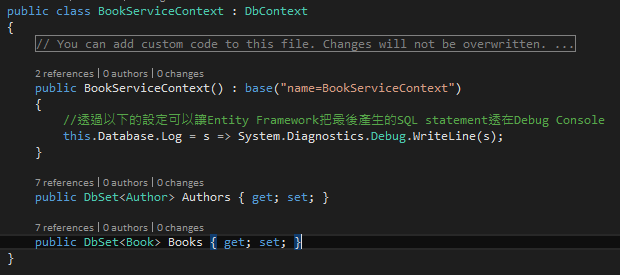 public class BookServiceContext : DbContext
{
// You can add custom code to this file. Changes will not be overwritten. ...
2 references | 0 authors | 0 changes
public BookServiceContext() : base("name=BookServiceContext")
{
//透過以下的設定可以讓Entity Framework把最後產生的SQL statement透在Debug Console
this.Database.Log = s => System.Diagnostics.Debug.WriteLine(s);
}
7 references | 0 authors | 0 changes
public DbSet<Author> Authors { get; set; }
7 references | 0 authors | 0 changes
public DbSet<Book> Books { get; set; }
}